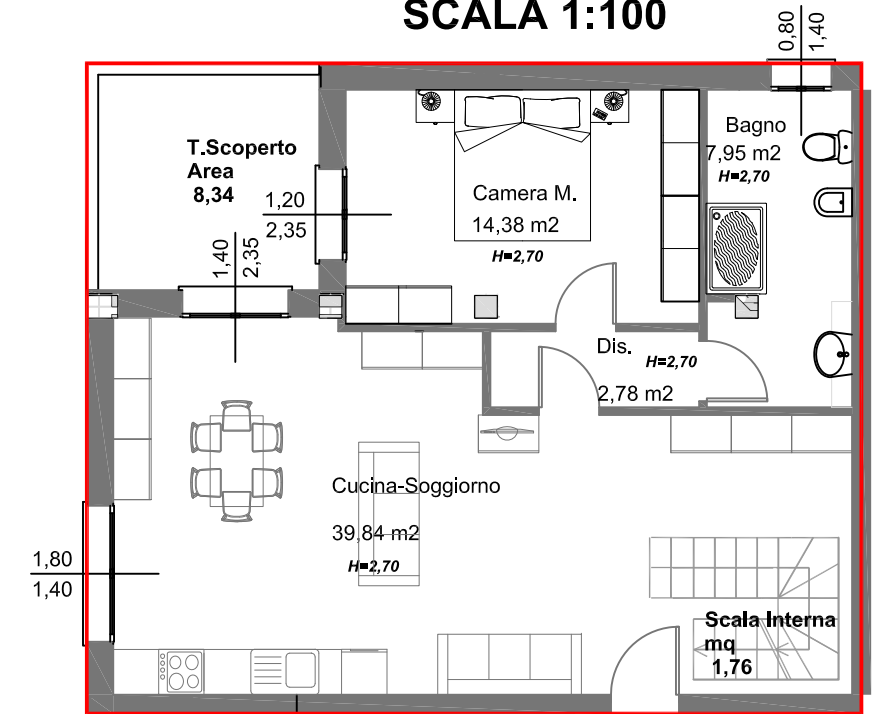 SCALA 1:100
0,80
1,40
T.Scoperto
Area
8,34
1,20
2,35
1,40
2,35
Camera M.
14,38 m2
H=2,70
Bagno
7,95 m2
H=2,70
Dis.
H=2,70
2,78 m2
Cucina-Soggiorno
39,84 m2
H=2,70
1,80
1,40
Scala Interna
mq
1,76